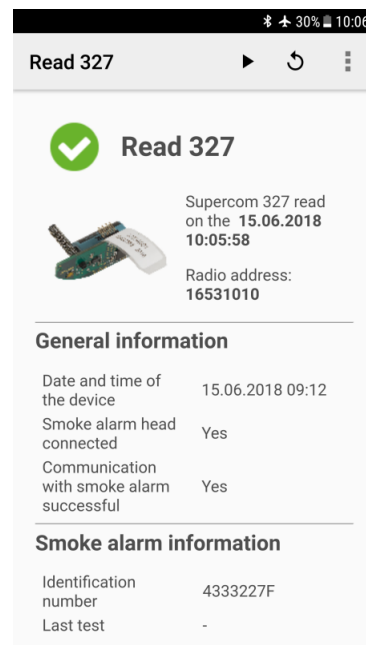 30% 10:06
Read 327
Read 327
Supercom 327 read
on the 15.06.2018
10:05:58
Radio address:
16531010
General information
Date and time of
the device
15.06.2018 09:12
Smoke alarm head
connected
Yes
Communication
with smoke alarm
successful
Yes
Smoke alarm information
Identification
number
4333227F
Last test
-